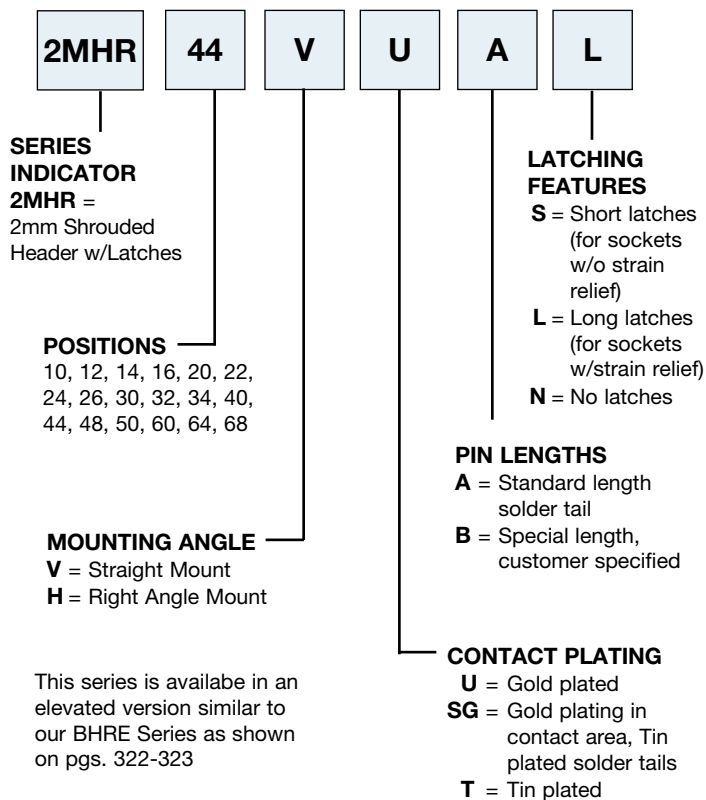 2MHR 44 V U A L
SERIES
INDICATOR
2MHR =
2mm Shrouded
Header w/Latches
LATCHING
FEATURES
S = Short latches
(for sockets
w/o strain
relief)
L = Long latches
(for sockets
w/strain relief)
N = No latches
POSITIONS
10, 12, 14, 16, 20, 22,
24, 26, 30, 32, 34, 40,
44, 48, 50, 60, 64, 68
PIN LENGTHS
A = Standard length
solder tail
B = Special length,
customer specified
MOUNTING ANGLE
V = Straight Mount
H = Right Angle Mount
CONTACT PLATING
U = Gold plated
SG = Gold plating in
contact area, Tin
plated solder tails
T = Tin plated
This series is availabe in an
elevated version similar to
our BHRE Series as shown
on pgs. 322-323